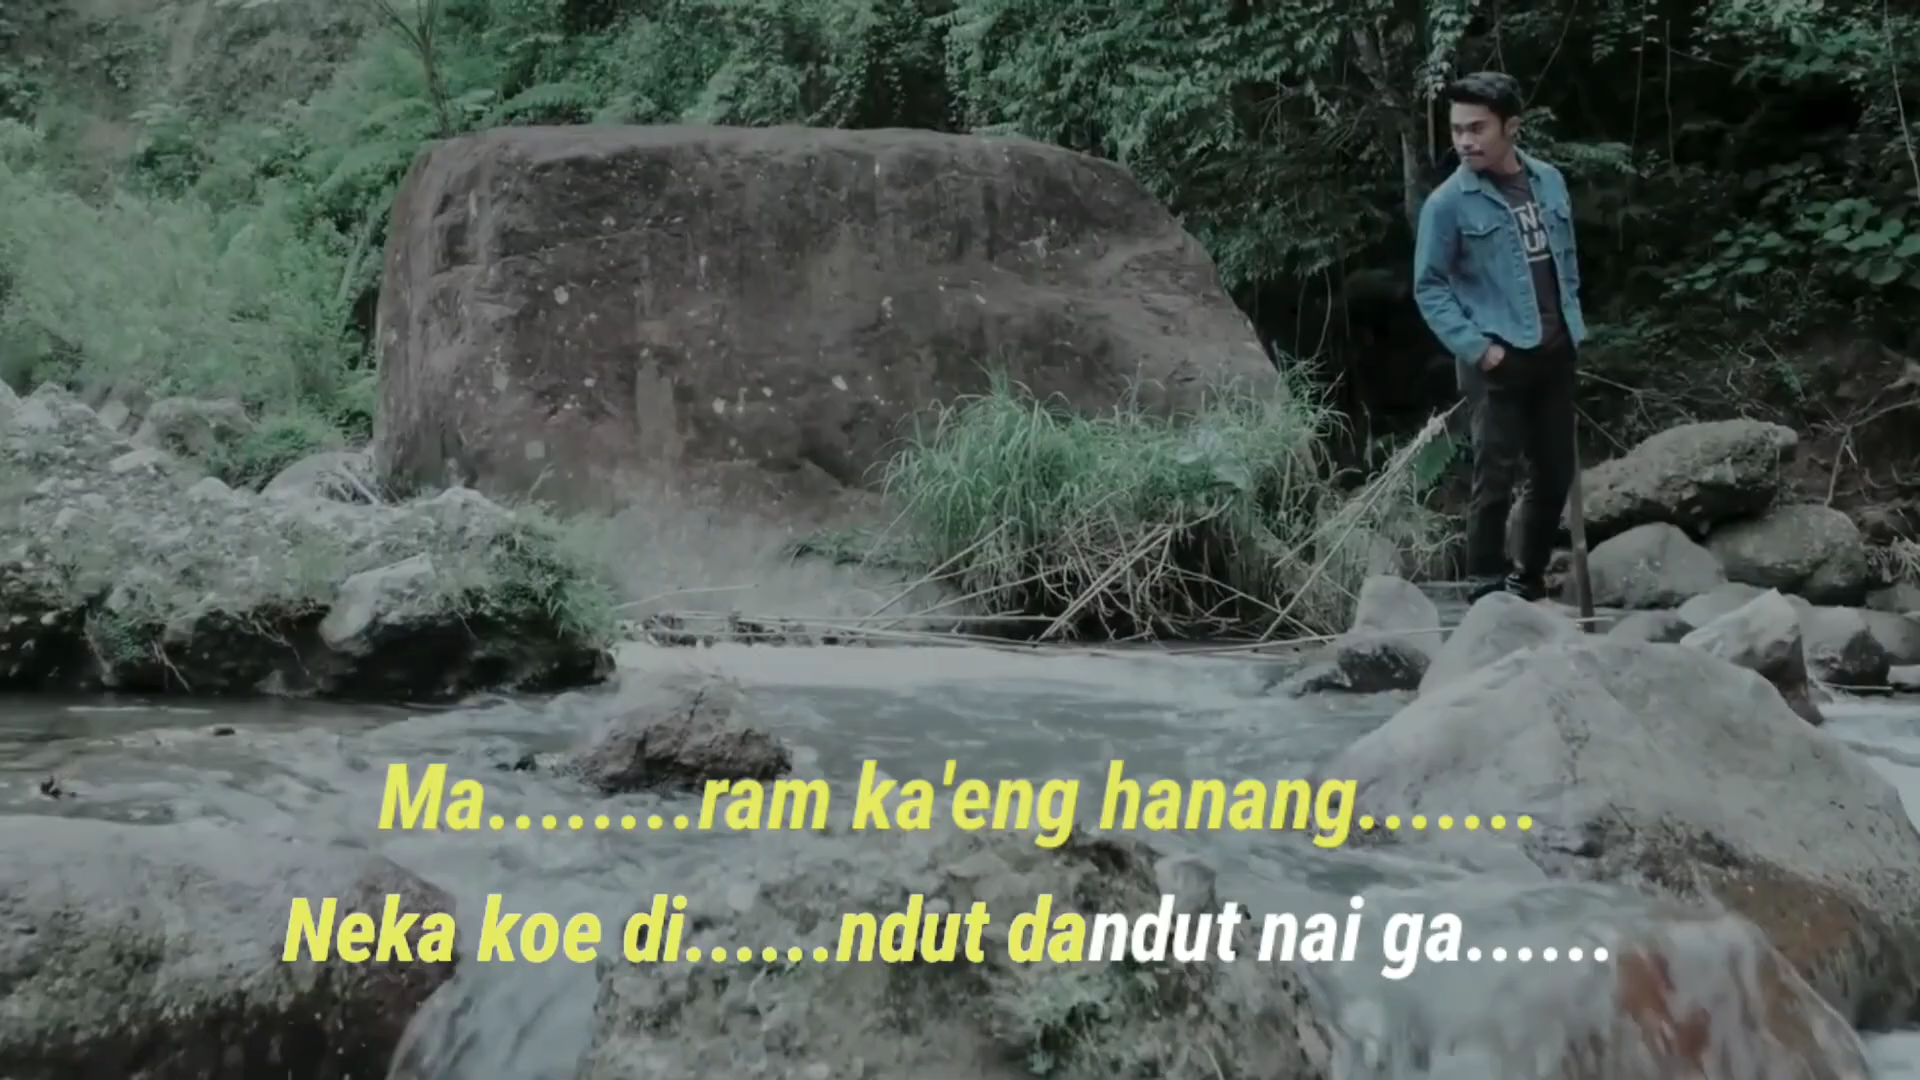 Ma........ram ka'eng hanang.......
Neka koe di......ndut dandut nai ga......